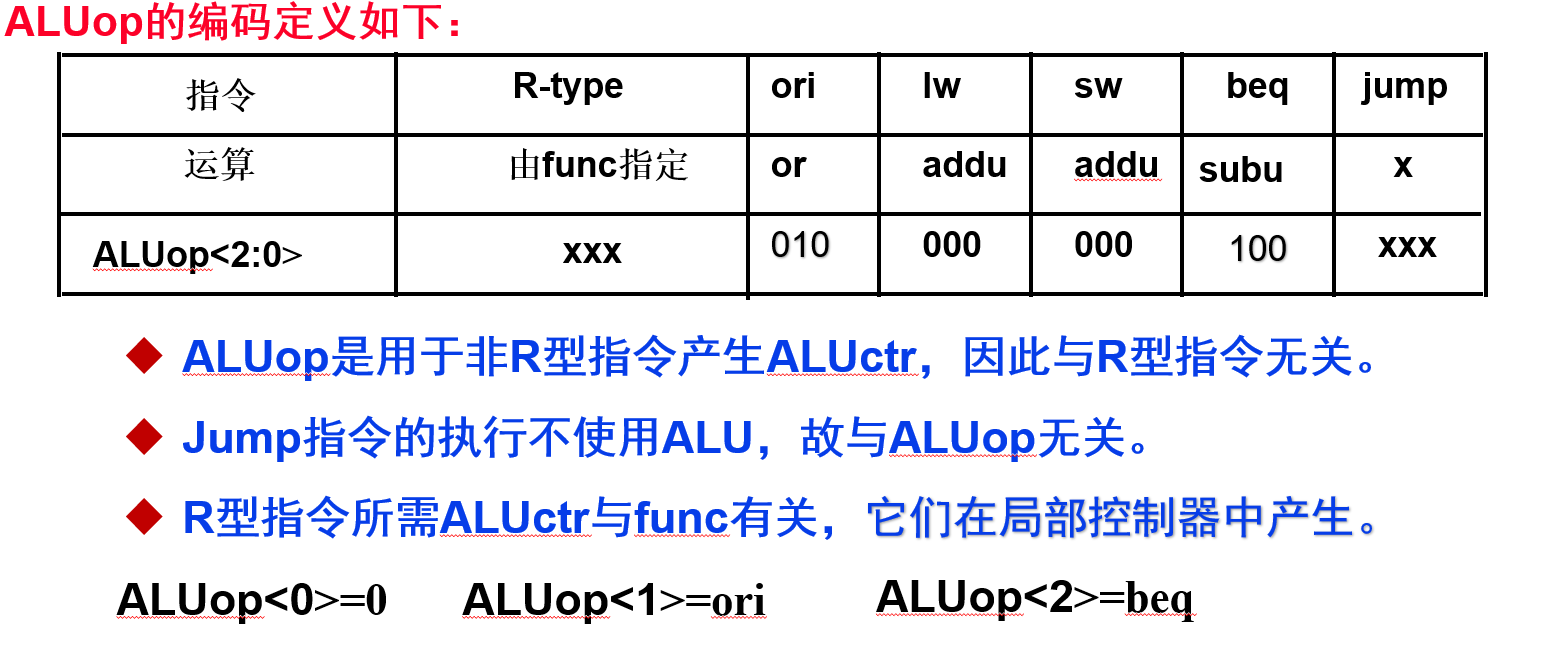 ALUop的编码定义如下：
指令 R-type ori lw sw beq jump
运算 由func指定 or addu addu subu x
ALUop<2:0> xxx 010 000 000 100 xxx
ALUop是用于非R型指令产生ALUctr，因此与R型指令无关。
Jump指令的执行不使用ALU，故与ALUop无关。
R型指令所需ALUctr与func有关，它们在局部控制器中产生。
ALUop<0>=0 ALUop<1>=ori ALUop<2>=beq